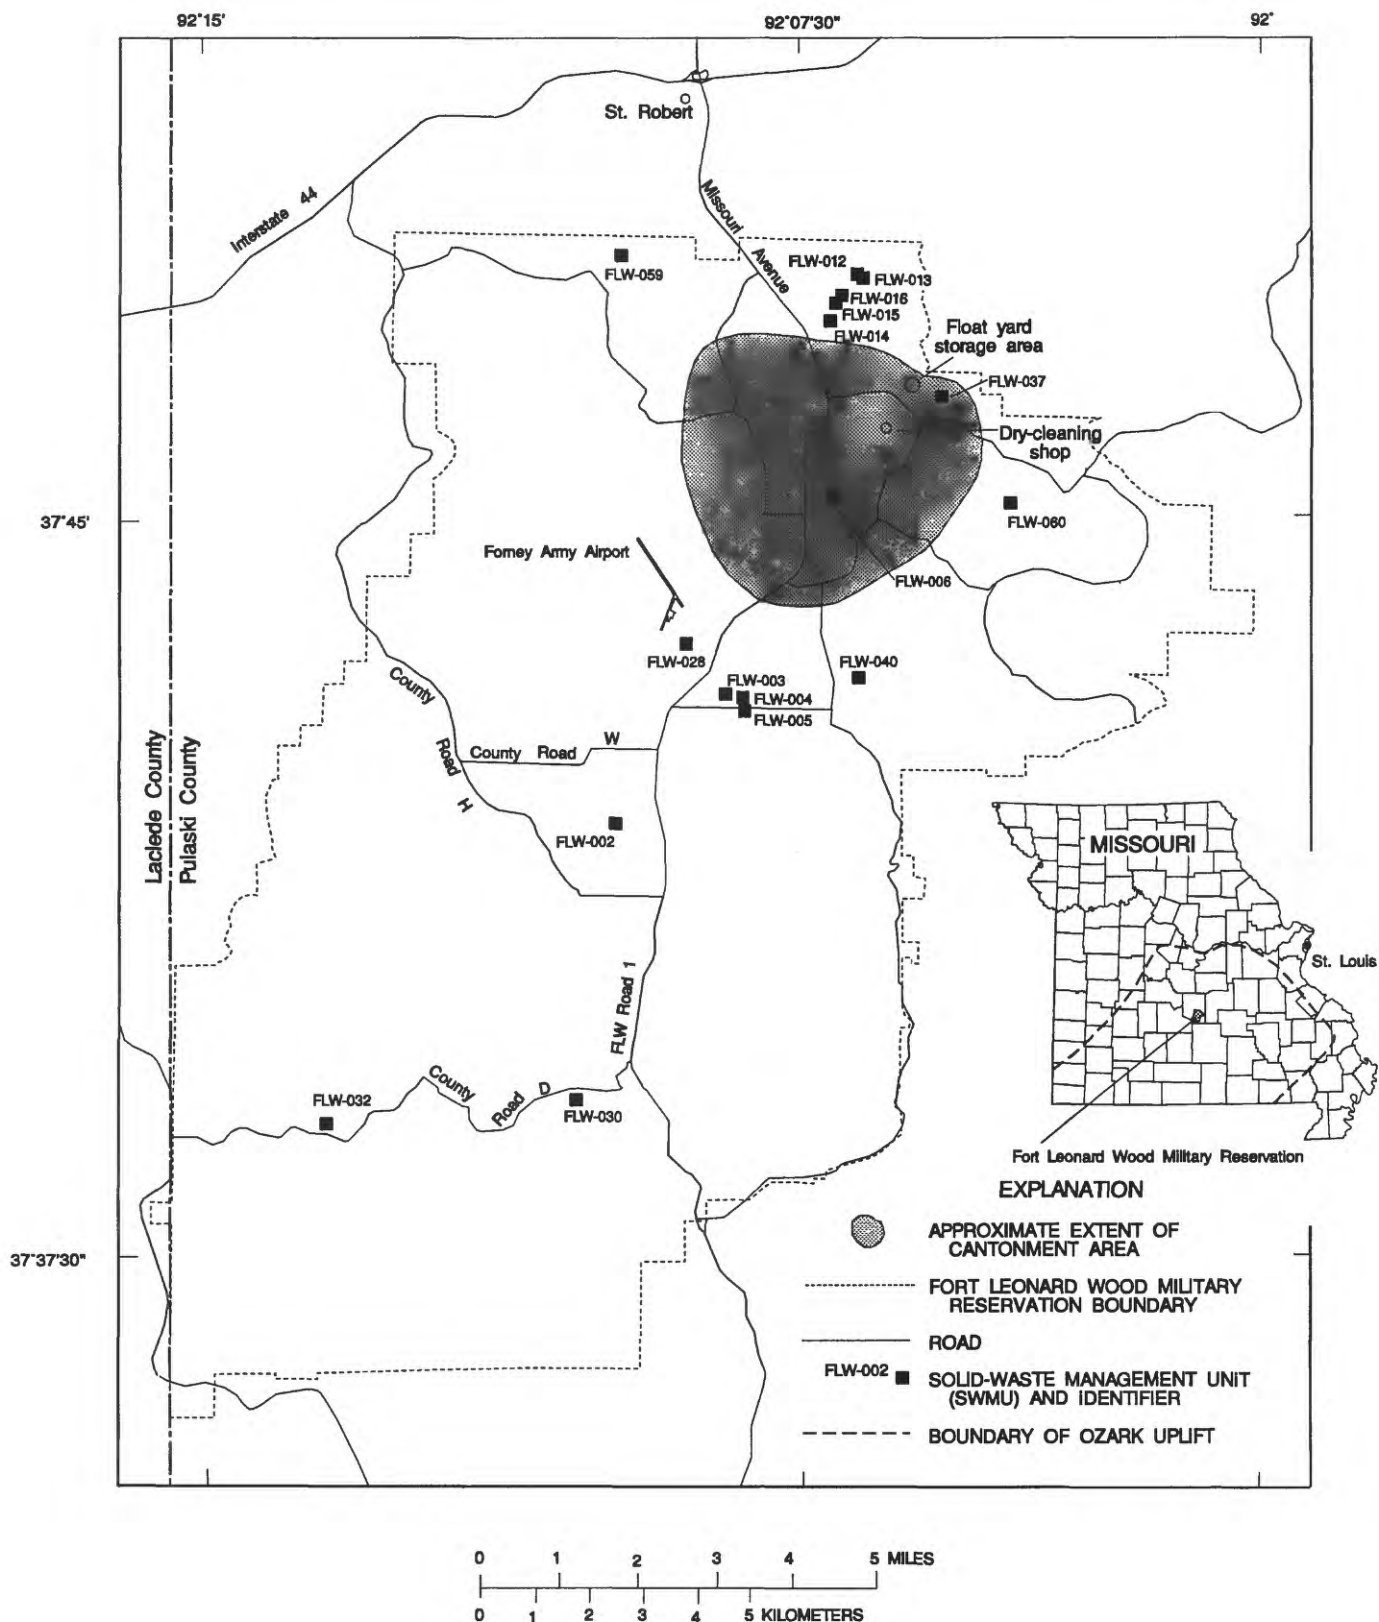 92°15'
92°07'30"
92°
St. Robert
Interstate 44
Missouri Avenue
FLW-059
FLW-012
FLW-013
FLW-016
FLW-015
FLW-014
Float yard
storage area
FLW-037
Dry-cleaning
shop
37°45'
FLW-060
Forney Army Airport
FLW-006
FLW-028
FLW-040
FLW-003
FLW-004
FLW-005
County Road H
County Road W
Laclede County
Pulaski County
FLW-002
MISSOURI
St. Louis
FLW Road 1
County Road D
FLW-032
FLW-030
Fort Leonard Wood Military Reservation
EXPLANATION
APPROXIMATE EXTENT OF
CANTONMENT AREA
37°37'30"
FORT LEONARD WOOD MILITARY
RESERVATION BOUNDARY
ROAD
FLW-002
SOLID-WASTE MANAGEMENT UNIT
(SWMU) AND IDENTIFIER
BOUNDARY OF OZARK UPLIFT
0 1 2 3 4 5 MILES
0 1 2 3 4 5 KILOMETERS